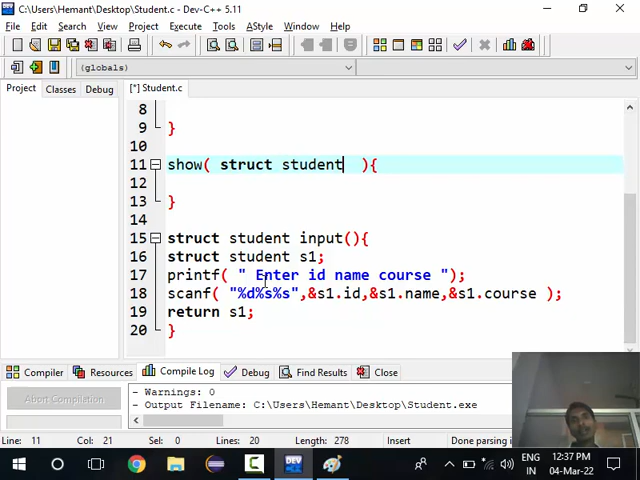 C:\Users\Hemant\Desktop\Student.c - Dev-C++ 5.11
File Edit Search View Project Execute Tools AStyle Window Help
(globals)
Project Classes Debug
[*] Student.c
8
9 }
10
11 show( struct student ){
12
13 }
14
15 struct student input(){
16 struct student s1;
17 printf( " Enter id name course ");
18 scanf( "%d%s%s",&s1.id,&s1.name,&s1.course );
19 return s1;
20 }
Compiler Resources Compile Log Debug Find Results Close
Abort Compilation
- Warnings: 0
- Output Filename: C:\Users\Hemant\Desktop\Student.exe
Line: 11 Col: 21 Sel: 0 Lines: 20 Length: 278 Insert Done parsing i
ENG
IN
12:37 PM
04-Mar-22